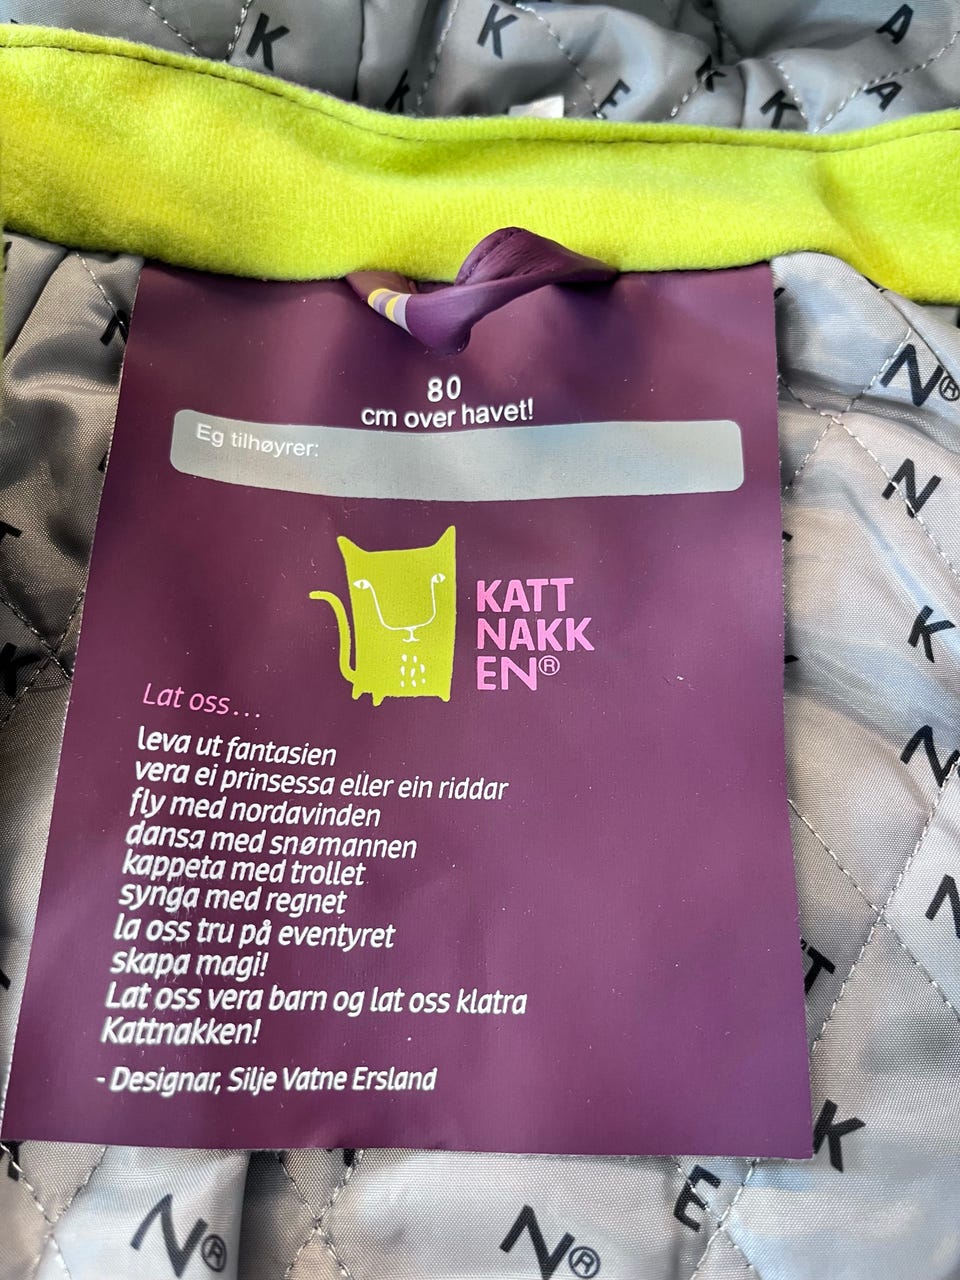 80
cm over havet!
Eg tilhøyrer:
KATT
NAKK
EN®
Lat oss...
leva ut fantasien
vera ei prinsessa eller ein riddar
fly med nordavinden
dansa med snømannen
kappeta med trollet
synga med regnet
la oss tru på eventyret
skapa magi!
Lat oss vera barn og lat oss klatra
Kattnakken!
- Designar, Silje Vatne Ersland